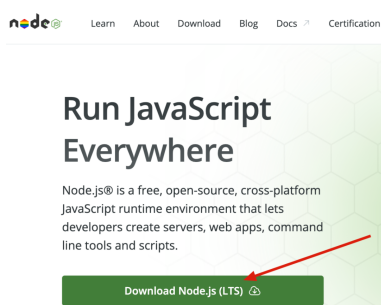 node JS
Learn About Download Blog Docs ↗ Certification
Run JavaScript
Everywhere
Node.js® is a free, open-source, cross-platform
JavaScript runtime environment that lets
developers create servers, web apps, command
line tools and scripts.
Download Node.js (LTS)